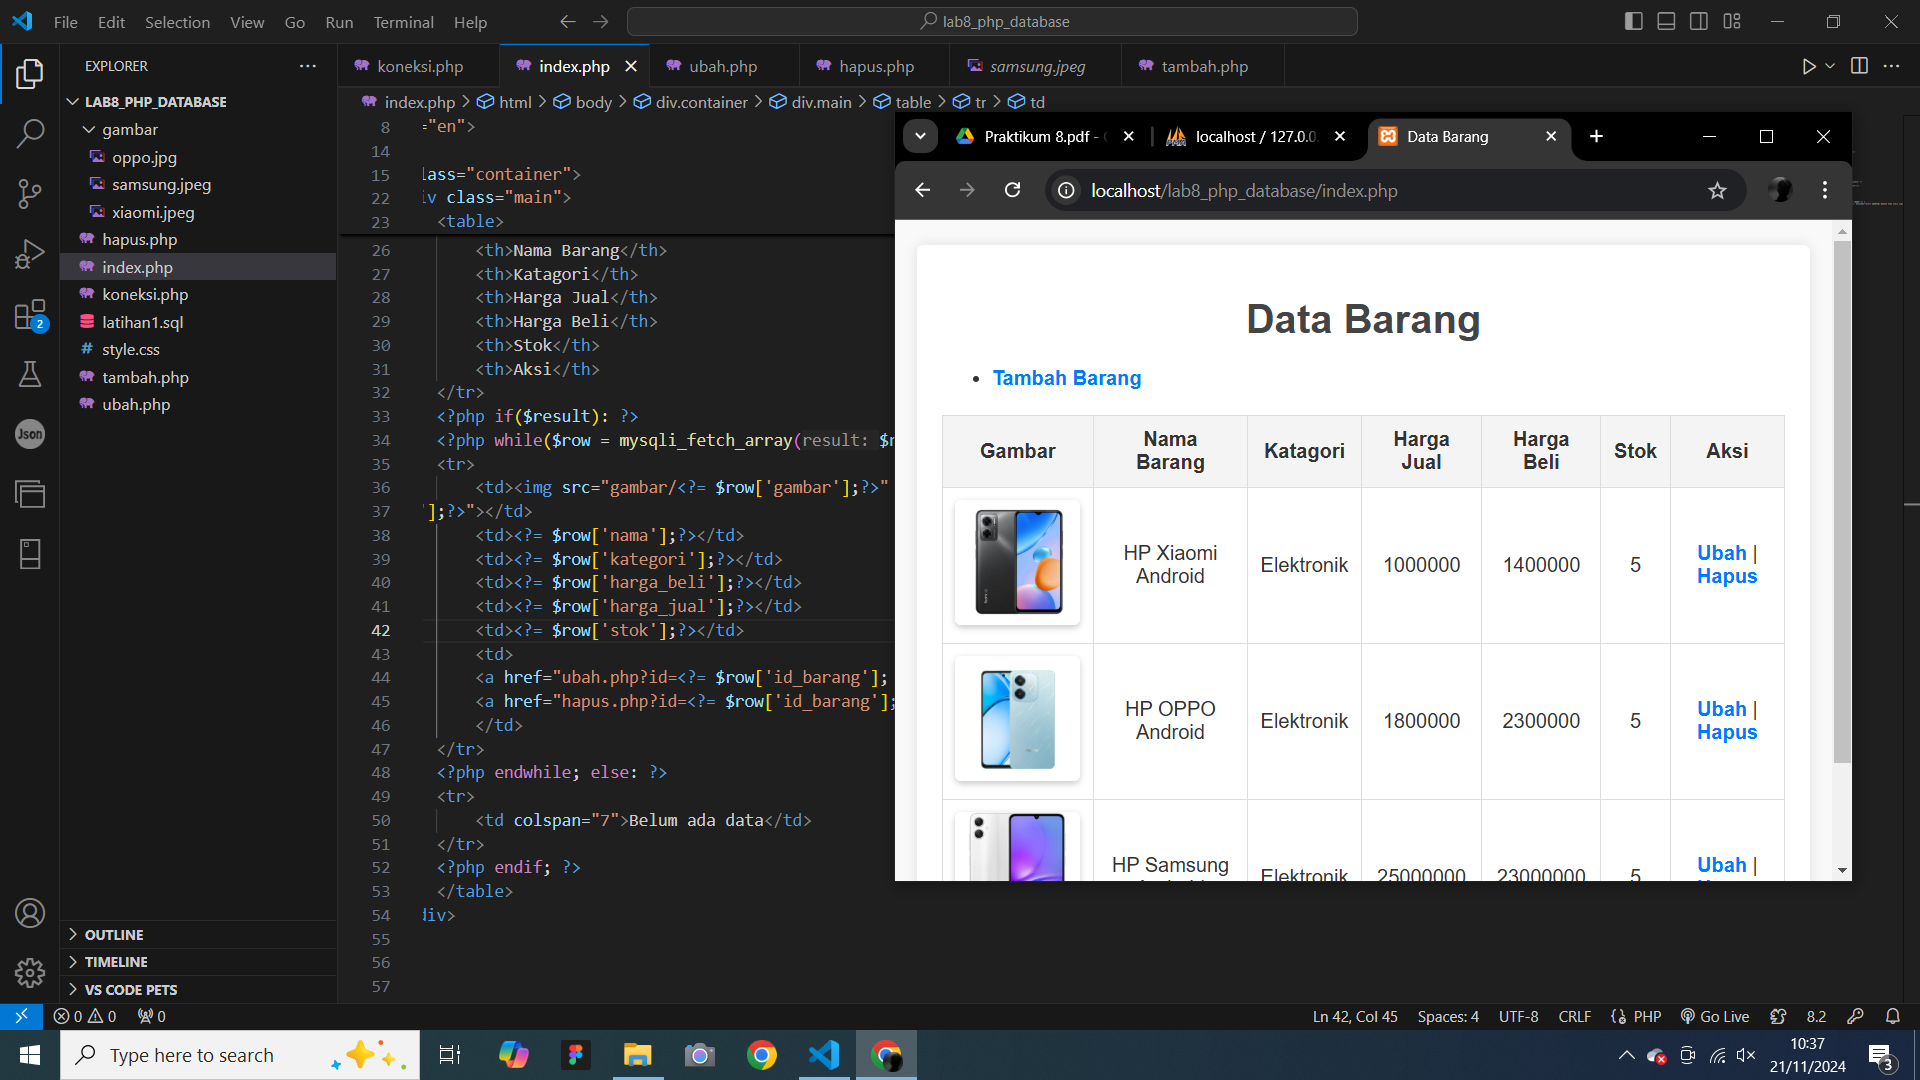 File Edit Selection View Go Run Terminal Help
lab8_php_database
EXPLORER
LAB8_PHP_DATABASE
gambar
oppo.jpg
samsung.jpeg
xiaomi.jpeg
hapus.php
index.php
koneksi.php
latihan1.sql
style.css
tambah.php
ubah.php
OUTLINE
TIMELINE
VS CODE PETS
2
Json
koneksi.php index.php ubah.php hapus.php samsung.jpeg tambah.php
index.php > html > body > div.container > div.main > table > tr > td
8 ="en">
14
15 lass="container">
22 iv class="main">
23 <table>
26 <th>Nama Barang</th>
27 <th>Katagori</th>
28 <th>Harga Jual</th>
29 <th>Harga Beli</th>
30 <th>Stok</th>
31 <th>Aksi</th>
32 </tr>
33 <?php if($result): ?>
34 <?php while($row = mysqli_fetch_array(result: $r
35 <tr>
36 <td><img src="gambar/<?= $row['gambar'];?>"
37 '];?>"></td>
38 <td><?= $row['nama'];?></td>
39 <td><?= $row['kategori'];?></td>
40 <td><?= $row['harga_beli'];?></td>
41 <td><?= $row['harga_jual'];?></td>
42 <td><?= $row['stok'];?></td>
43 <td>
44 <a href="ubah.php?id=<?= $row['id_barang'];
45 <a href="hapus.php?id=<?= $row['id_barang'];
46 </td>
47 </tr>
48 <?php endwhile; else: ?>
49 <tr>
50 <td colspan="7">Belum ada data</td>
51 </tr>
52 <?php endif; ?>
53 </table>
54 div>
55
56
57
Praktikum 8.pdf - localhost / 127.0.0. Data Barang
localhost/lab8_php_database/index.php
Data Barang
Tambah Barang
Gambar Nama Barang Katagori Harga Jual Harga Beli Stok Aksi
HP Xiaomi Android Elektronik 1000000 1400000 5 Ubah | Hapus
HP OPPO Android Elektronik 1800000 2300000 5 Ubah | Hapus
HP Samsung Elektronik 25000000 23000000 5 Ubah |
0 0 0
Ln 42, Col 45 Spaces: 4 UTF-8 CRLF PHP Go Live 8.2
Type here to search
10:37
21/11/2024
3